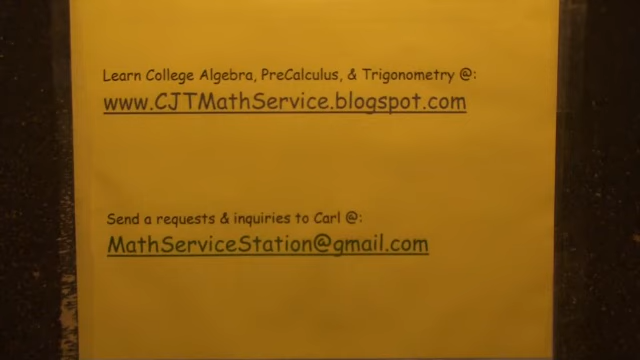 Learn College Algebra, PreCalculus, & Trigonometry @:
www.CJTMathService.blogspot.com
Send a requests & inquiries to Carl @:
MathServiceStation@gmail.com